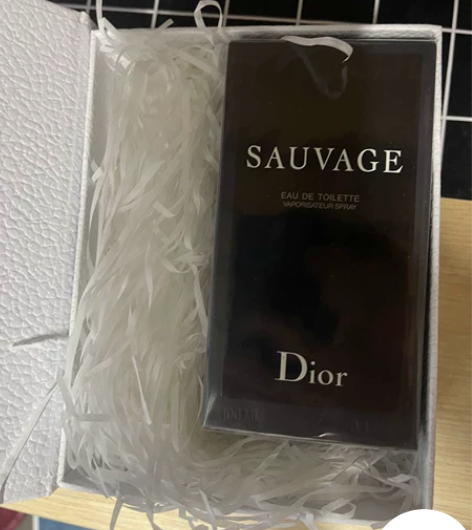 SAUVAGE
EAU DE TOILETTE
VAPORISATEUR SPRAY
Dior